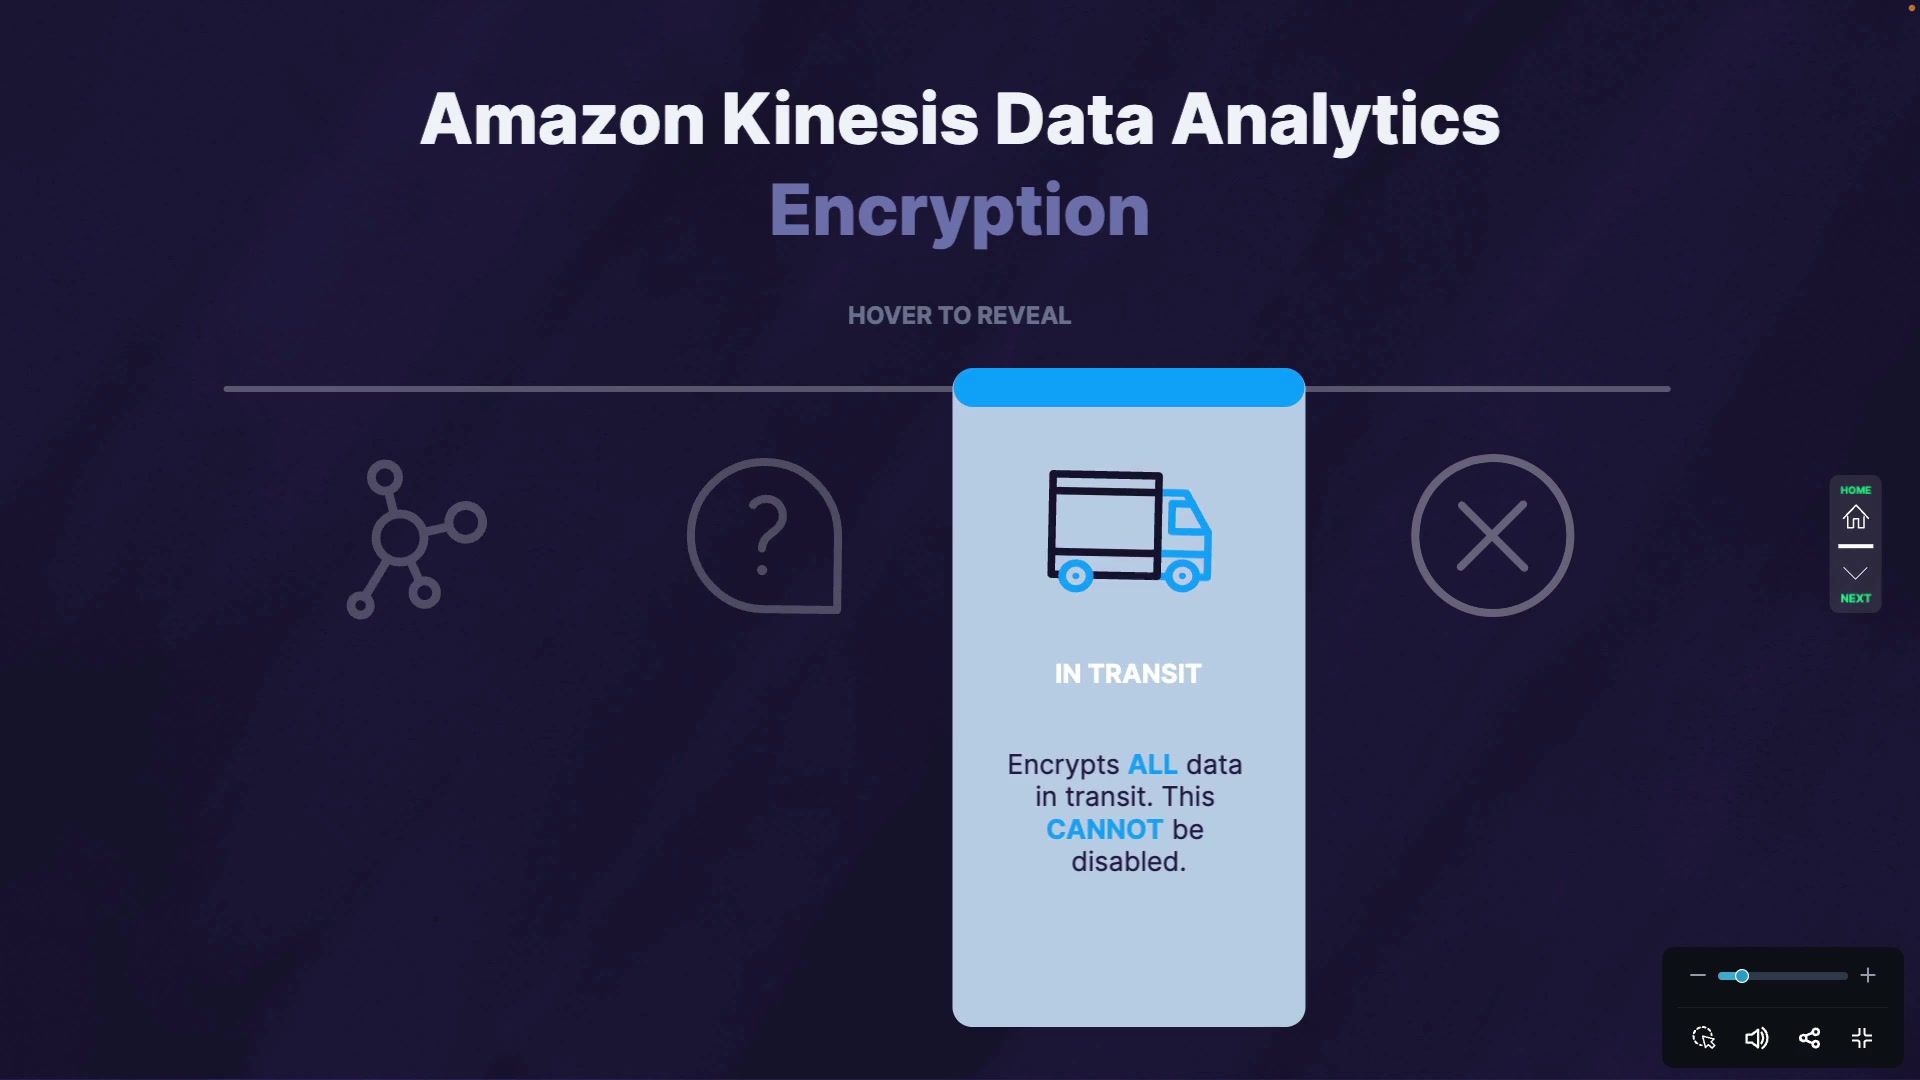 Amazon Kinesis Data Analytics
Encryption
HOVER TO REVEAL
IN TRANSIT
Encrypts ALL data
in transit. This
CANNOT be
disabled.
HOME
NEXT